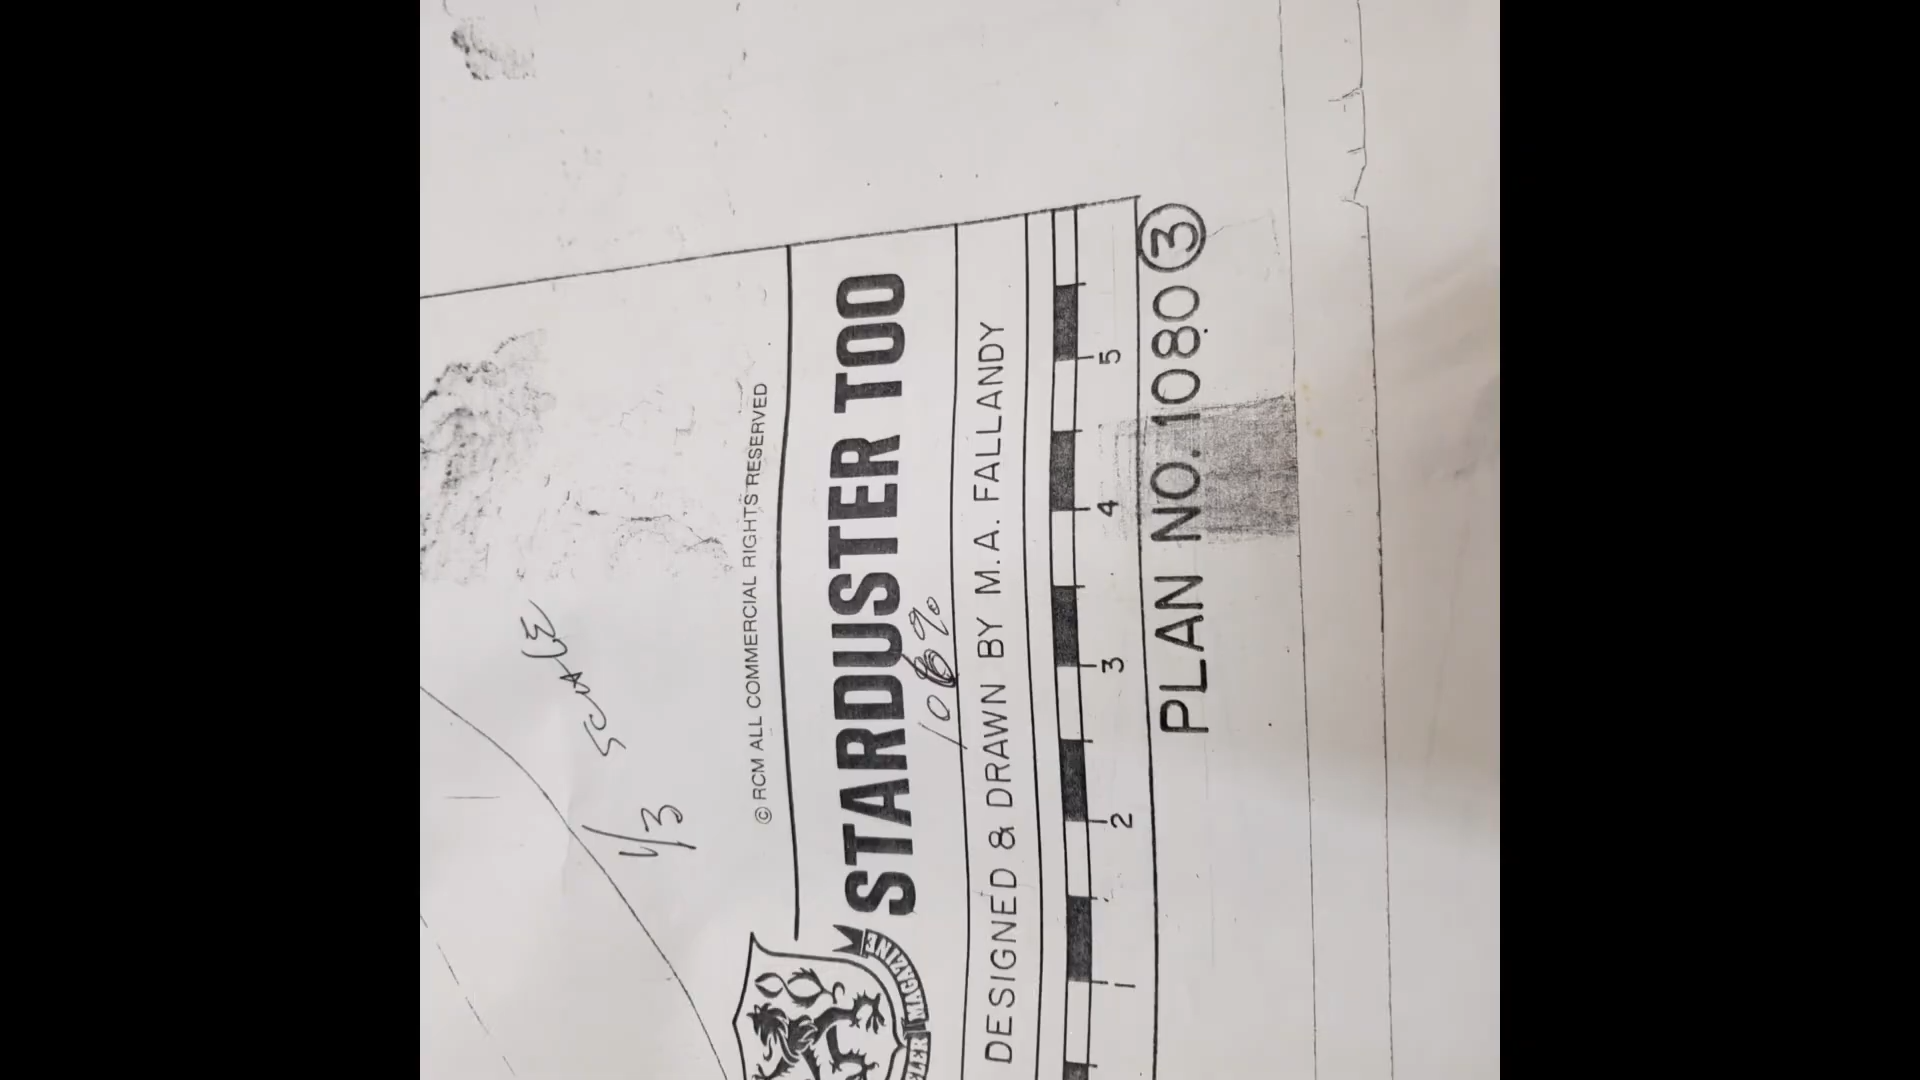 1/3 SCALE
© RCM ALL COMMERCIAL RIGHTS RESERVED
STARDUSTER TOO
MAGAZINE
DESIGNED & DRAWN BY M.A. FALLANDY
1 2 3 4 5
PLAN NO. 1080 3